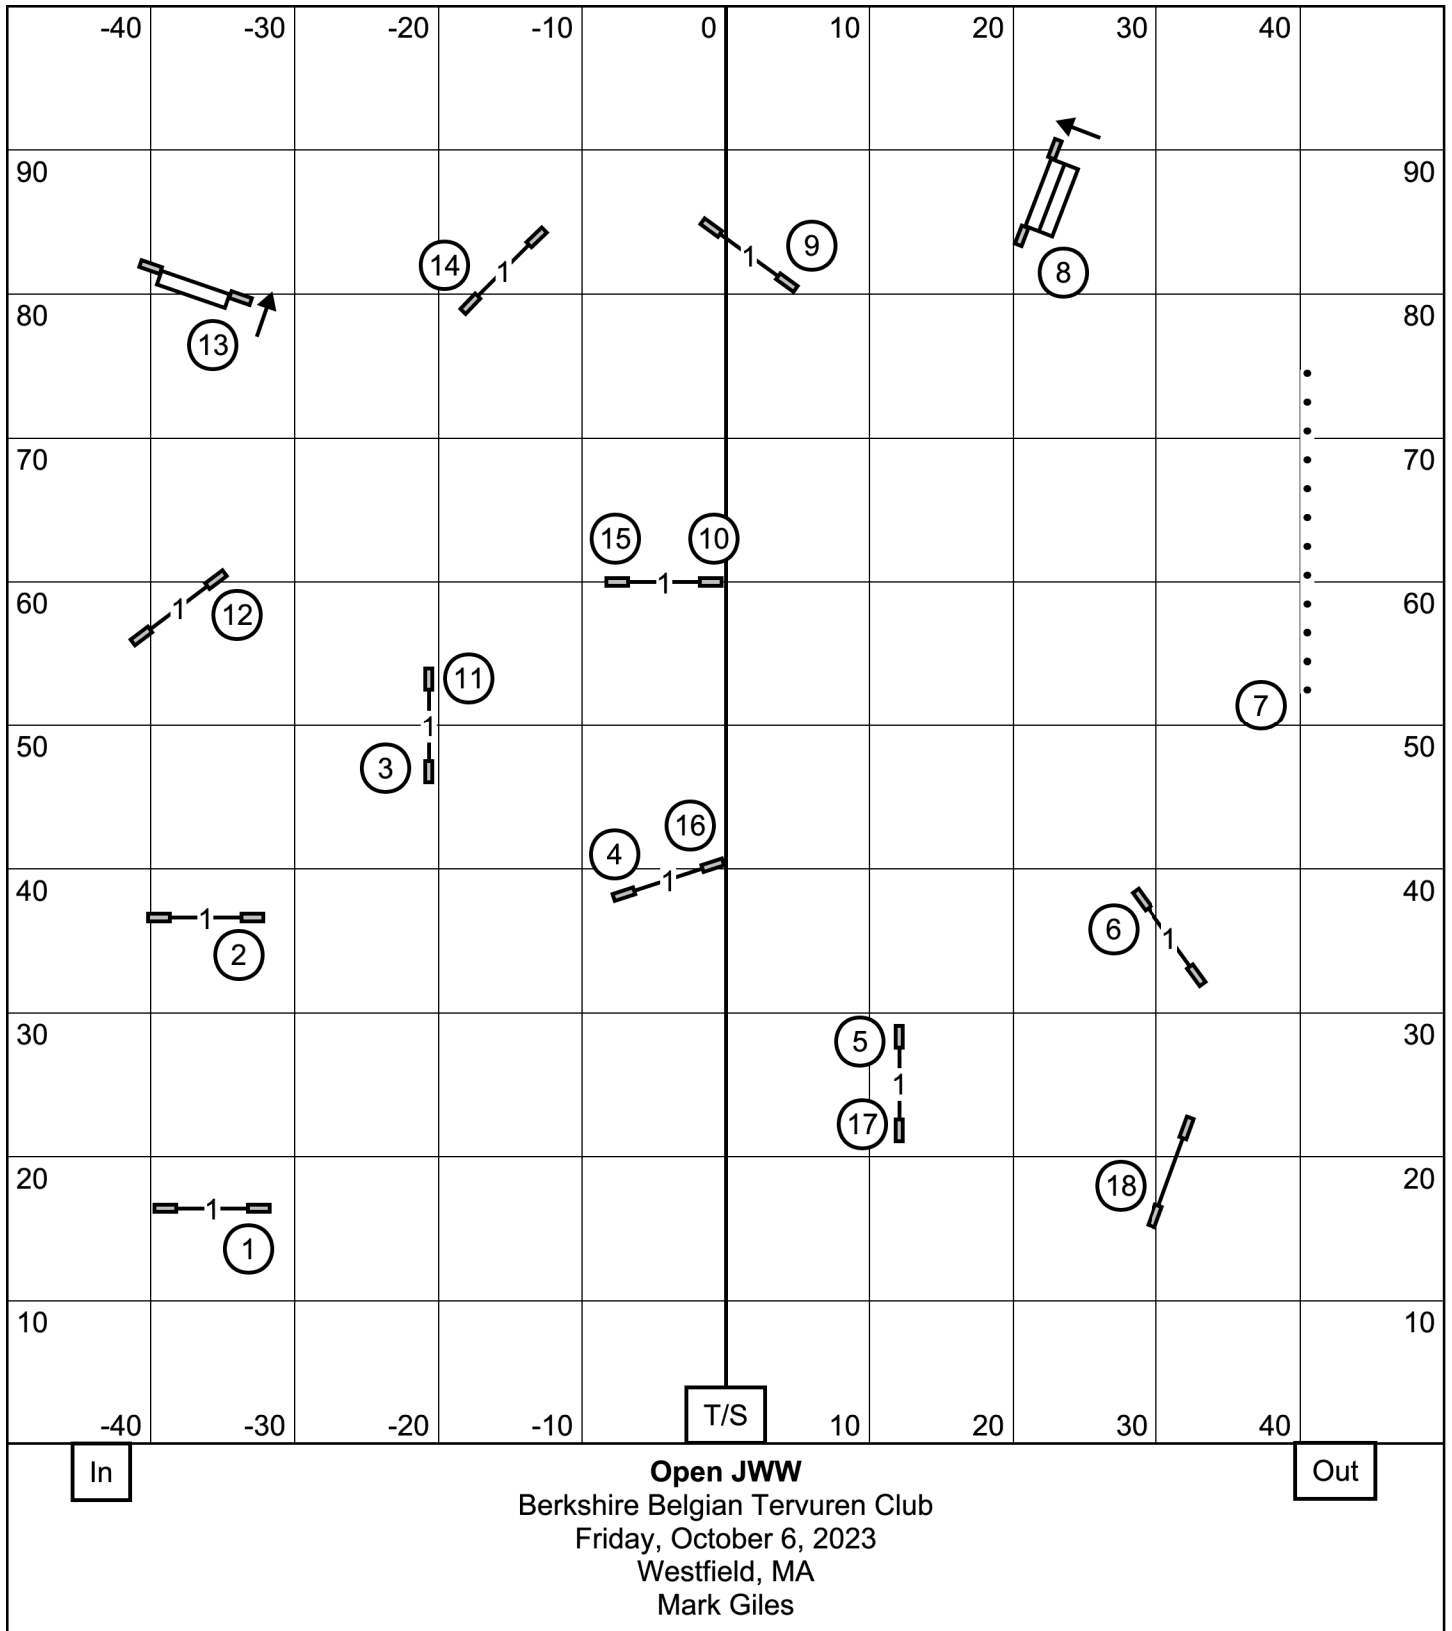 -40 -30 -20 -10 0 10 20 30 40
90 90
14 1 1 9 8
80 80
13
70 70
15 10
1
60 1 12 60
11
7
50 1 50
3
16
4
40 1 40
1 6 1
2
30 5 30
1
17
20 18 20
1
1
10 10
T/S
-40 -30 -20 -10 10 20 30 40
In Out
Open JWW
Berkshire Belgian Tervuren Club
Friday, October 6, 2023
Westfield, MA
Mark Giles